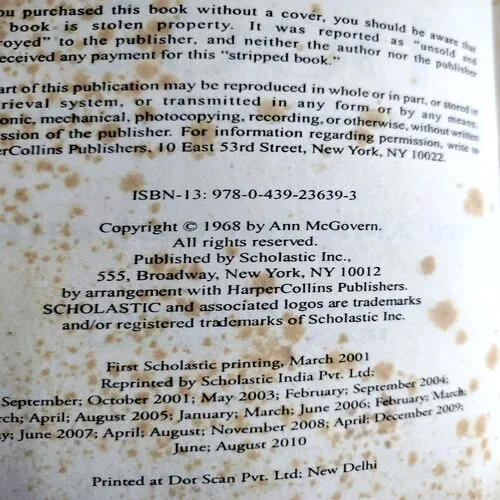 ou purchased this book without a cover, you should be aware that
book is stolen property. It was reported as "unsold and
royed" to the publisher, and neither the author nor the publisher
eceived any payment for this "stripped book."
art of this publication may be reproduced in whole or in part, or stored in
trieval system, or transmitted in any form or by any means,
onic, mechanical, photocopying, recording, or otherwise, without written
ssion of the publisher. For information regarding permission, write to
erCollins Publishers, 10 East 53rd Street, New York, NY 10022.
ISBN-13: 978-0-439-23639-3
Copyright © 1968 by Ann McGovern.
All rights reserved.
Published by Scholastic Inc.,
555, Broadway, New York, NY 10012
by arrangement with HarperCollins Publishers.
SCHOLASTIC and associated logos are trademarks
and/or registered trademarks of Scholastic Inc.
First Scholastic printing, March 2001
Reprinted by Scholastic India Pvt. Ltd:
September; October 2001; May 2003; February; September 2004;
rch; April; August 2005; January; March; June 2006; February; March;
y; June 2007; April; August; November 2008; April; December 2009;
June; August 2010
Printed at Dot Scan Pvt. Ltd; New Delhi